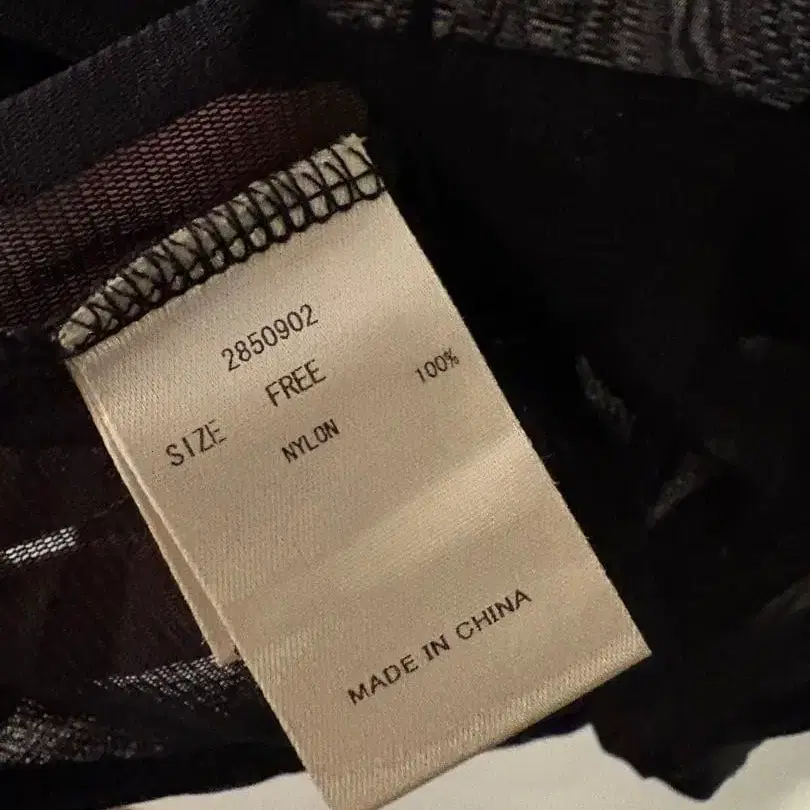 2850902
SIZE FREE
NYLON 100%
MADE IN CHINA